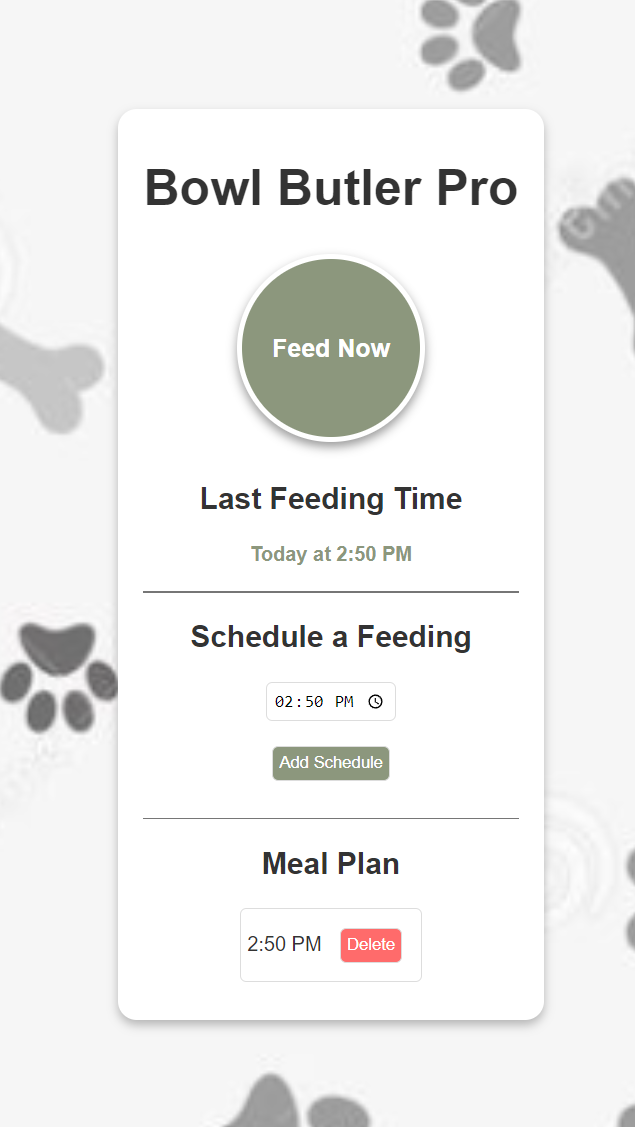 Bowl Butler Pro
Feed Now
Last Feeding Time
Today at 2:50 PM
Schedule a Feeding
02:50 PM
Add Schedule
Meal Plan
2:50 PM Delete